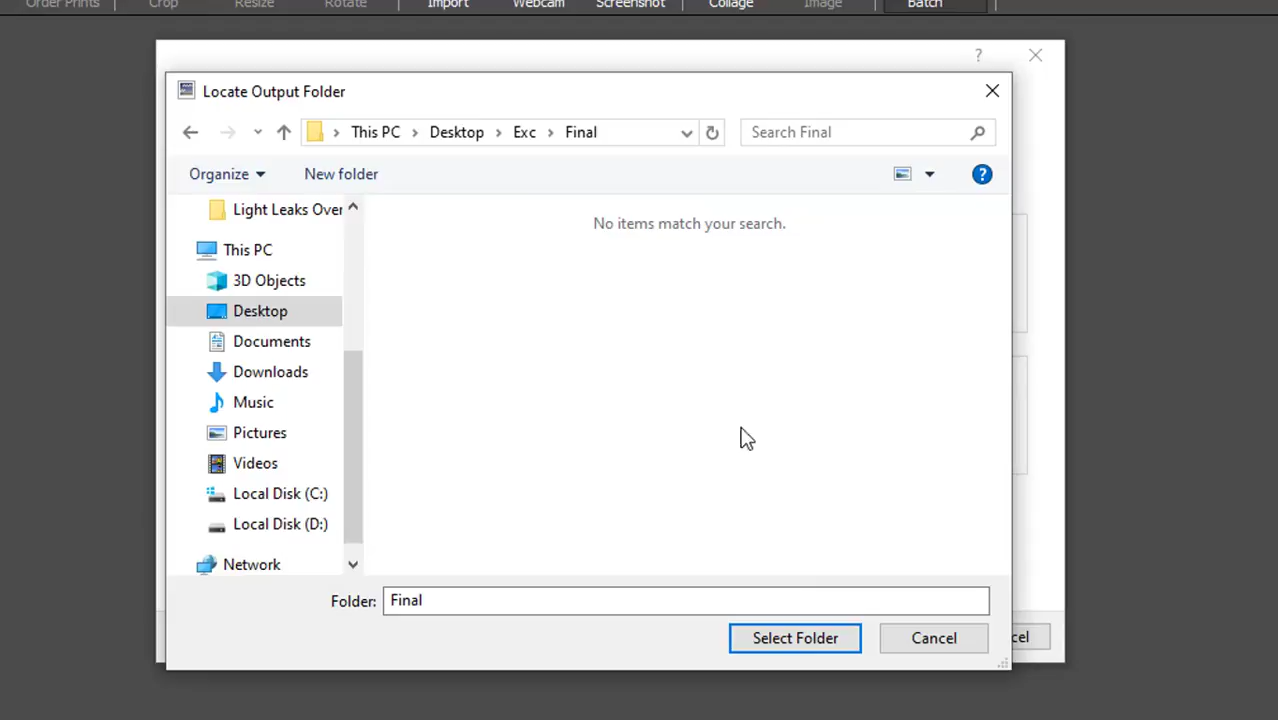 Order Prints Crop Resize Rotate Import Webcam Screenshot Collage Image Batch
?
Locate Output Folder
This PC Desktop Exc Final Search Final
Organize New folder
Light Leaks Over
No items match your search.
This PC
3D Objects
Desktop
Documents
Downloads
Music
Pictures
Videos
Local Disk (C:)
Local Disk (D:)
Network
Folder: Final
Select Folder Cancel cel